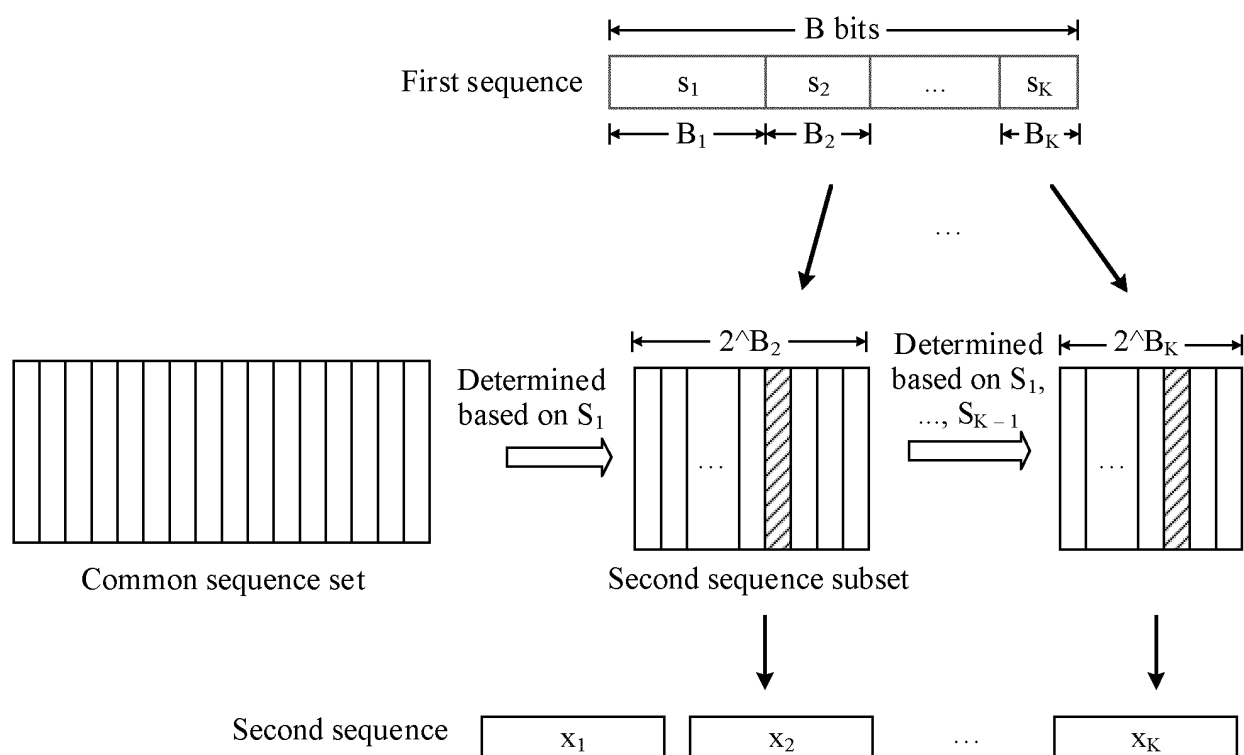 B bits
First sequence
s1 s2 ... sK
B1 B2 BK
...
2^B2
2^BK
Determined
based on S1
Determined
based on S1,
..., SK – 1
...
...
Common sequence set
Second sequence subset
Second sequence
x1 x2 ... xK